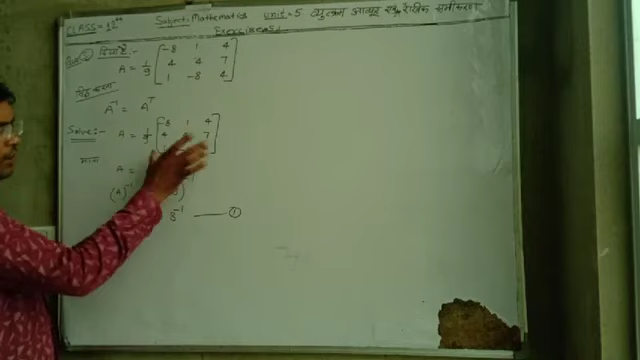 CLASS = 12th Subject: Mathematics unit = 5 व्युत्क्रम आव्यूह एवं रैखिक समीकरण
Exercise 5.1
दिया है:-
A = 1/9 [ -8 1 4
4 4 7
1 -8 4 ]
सिद्ध करना
A⁻¹ = Aᵀ
Solve:- A = 1/9 [ -8 1 4
4 7
माना A =
(A)⁻¹
B⁻¹ —— ①